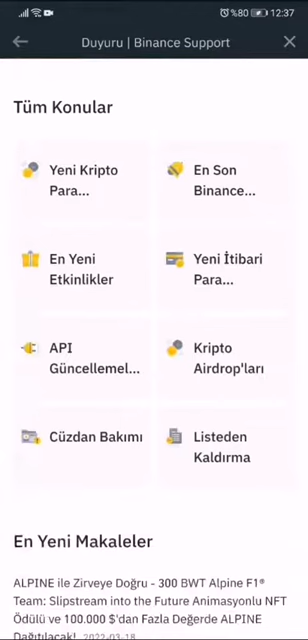 %80 12:37
Duyuru | Binance Support
Tüm Konular
Yeni Kripto
Para...
En Son
Binance...
En Yeni
Etkinlikler
Yeni İtibari
Para...
API
Güncellemel...
Kripto
Airdrop'ları
Cüzdan Bakımı
Listeden
Kaldırma
En Yeni Makaleler
ALPINE ile Zirveye Doğru - 300 BWT Alpine F1®
Team: Slipstream into the Future Animasyonlu NFT
Ödülü ve 100.000 $'dan Fazla Değerde ALPINE
Dağıtılacak! 2022-03-18